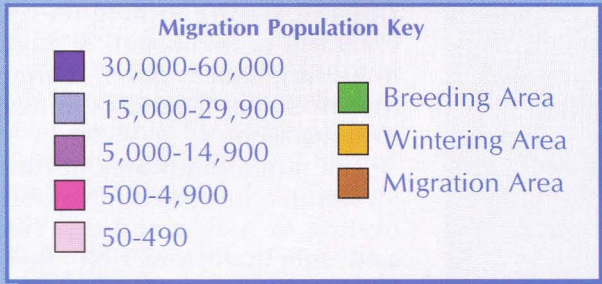 Migration Population Key
30,000-60,000
15,000-29,900
5,000-14,900
500-4,900
50-490
Breeding Area
Wintering Area
Migration Area